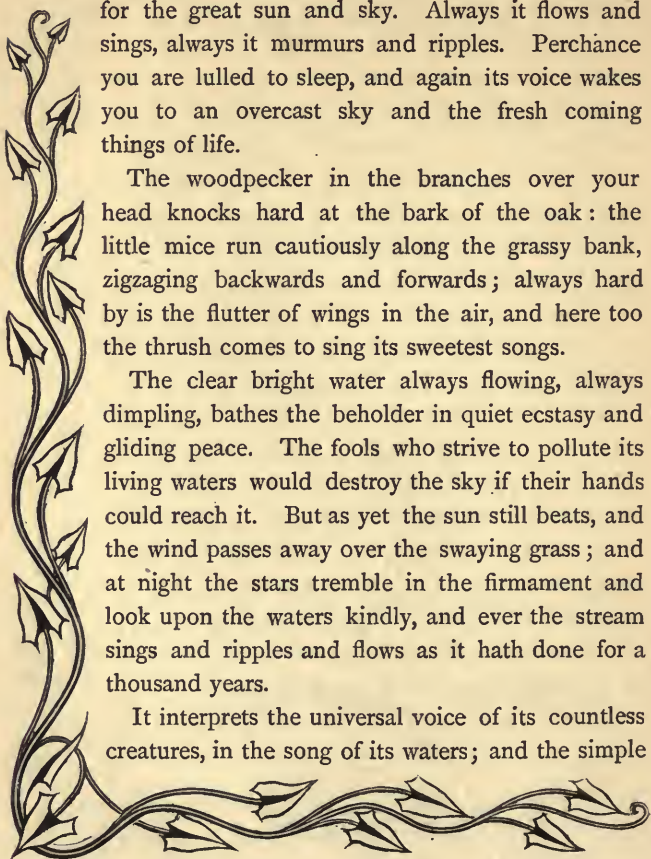 for the great sun and sky. Always it flows and
sings, always it murmurs and ripples. Perchance
you are lulled to sleep, and again its voice wakes
you to an overcast sky and the fresh coming
things of life.
The woodpecker in the branches over your
head knocks hard at the bark of the oak : the
little mice run cautiously along the grassy bank,
zigzaging backwards and forwards ; always hard
by is the flutter of wings in the air, and here too
the thrush comes to sing its sweetest songs.
The clear bright water always flowing, always
dimpling, bathes the beholder in quiet ecstasy and
gliding peace. The fools who strive to pollute its
living waters would destroy the sky if their hands
could reach it. But as yet the sun still beats, and
the wind passes away over the swaying grass ; and
at night the stars tremble in the firmament and
look upon the waters kindly, and ever the stream
sings and ripples and flows as it hath done for a
thousand years.
It interprets the universal voice of its countless
creatures, in the song of its waters ; and the simple